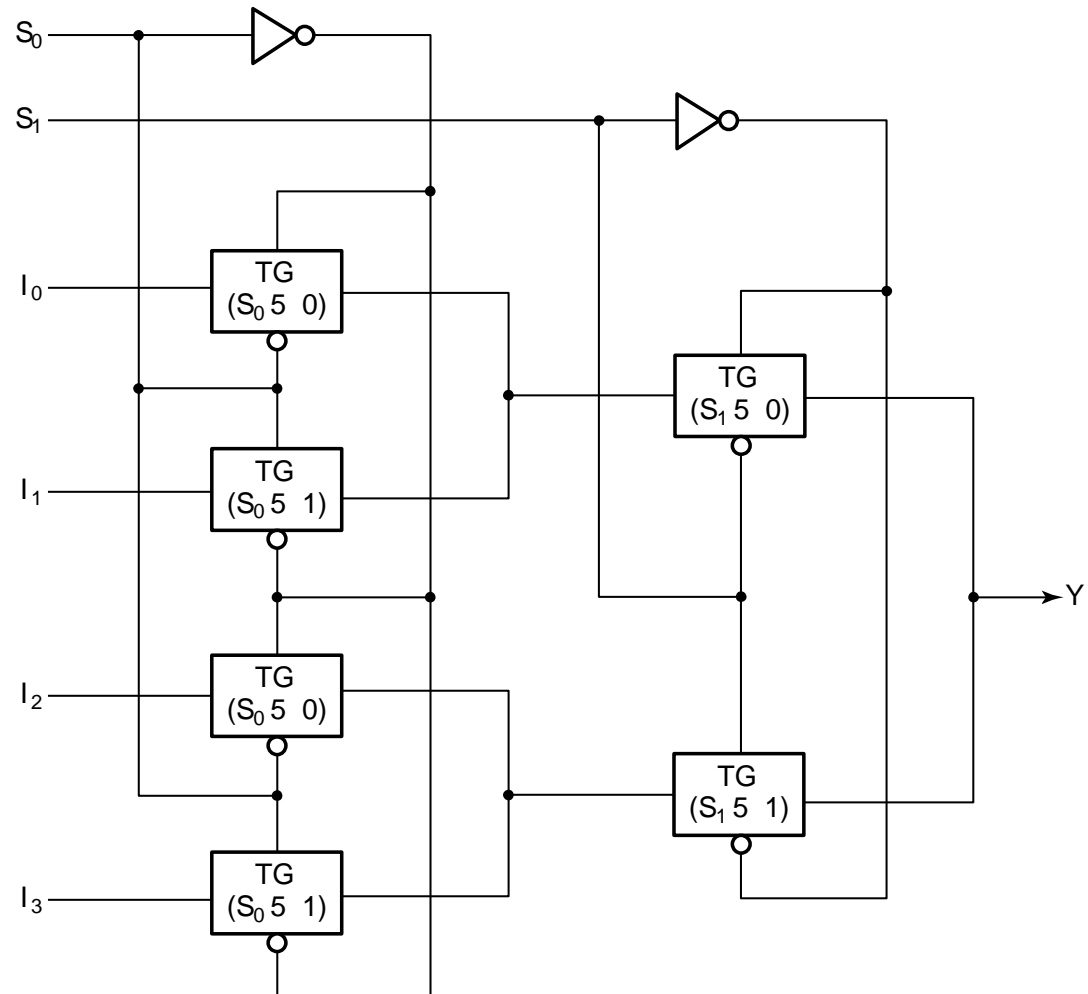 S₀
S₁
TG
I₀
(S₀ 5 0)
TG
(S₁ 5 0)
TG
I₁
(S₀ 5 1)
Y
TG
I₂
(S₀ 5 0)
TG
(S₁ 5 1)
TG
I₃
(S₀ 5 1)